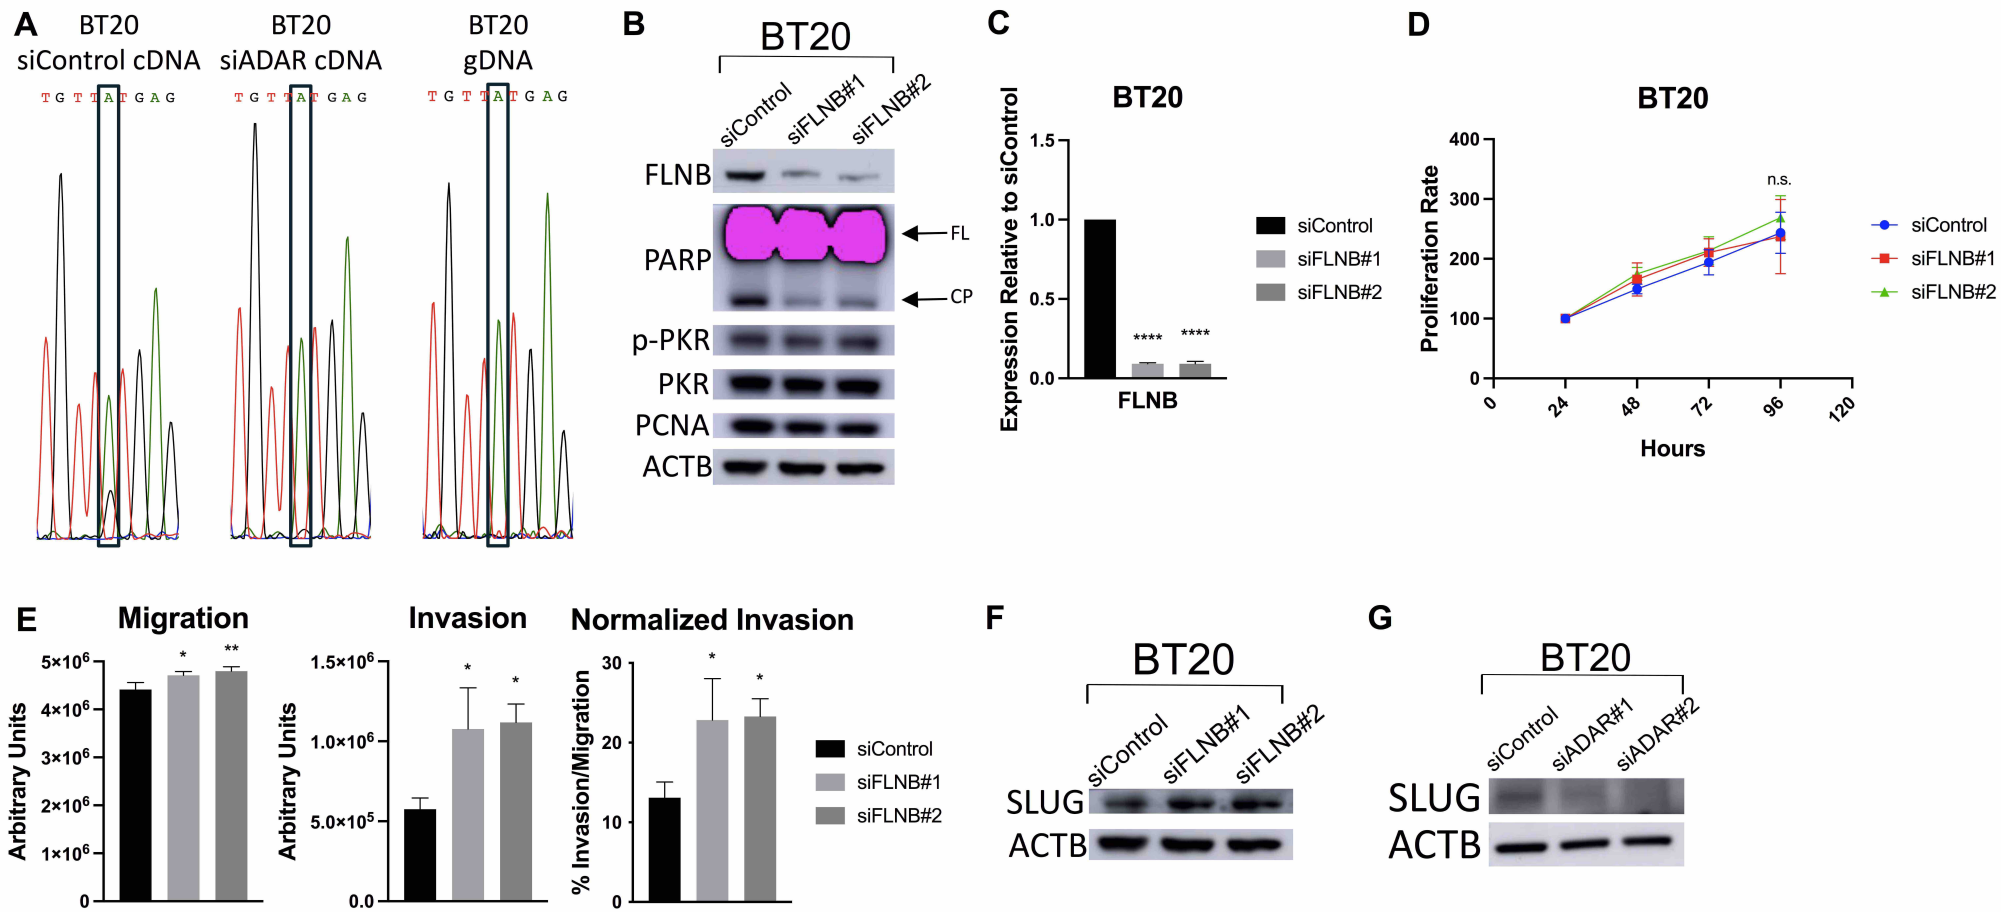 A
BT20
siControl cDNA
BT20
siADAR cDNA
BT20
gDNA
TGTTATGAG
TGTTATGAG
TGTTATGAG
B
BT20
siControl
siFLNB#1
siFLNB#2
FLNB
PARP
FL
CP
p-PKR
PKR
PCNA
ACTB
C
BT20
Expression Relative to siControl
1.5
1.0
0.5
0.0
****
****
FLNB
siControl
siFLNB#1
siFLNB#2
D
BT20
Proliferation Rate
400
300
200
100
0
n.s.
0
24
48
72
96
120
Hours
siControl
siFLNB#1
siFLNB#2
E
Migration
Arbitrary Units
5×10⁶
4×10⁶
3×10⁶
2×10⁶
1×10⁶
0
*
**
Invasion
Arbitrary Units
1.5×10⁶
1.0×10⁶
5.0×10⁵
0.0
*
*
Normalized Invasion
% Invasion/Migration
30
20
10
0
*
*
siControl
siFLNB#1
siFLNB#2
F
BT20
siControl
siFLNB#1
siFLNB#2
SLUG
ACTB
G
BT20
siControl
siADAR#1
siADAR#2
SLUG
ACTB